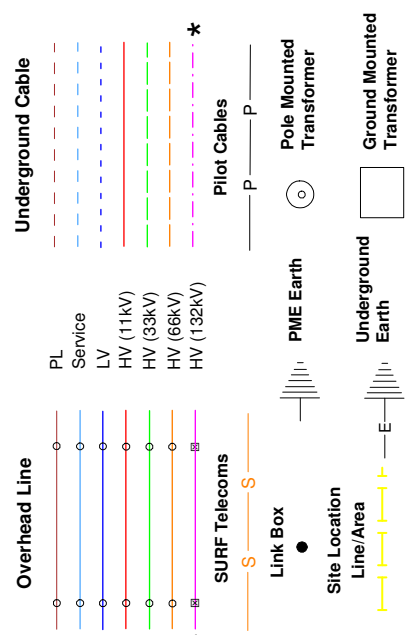 Overhead Line
Underground Cable
PL
Service
LV
HV (11kV)
HV (33kV)
HV (66kV)
HV (132kV)
*
SURF Telecoms
S S
Pilot Cables
P P
Link Box
PME Earth
Pole Mounted
Transformer
Site Location
Line/Area
Underground
Earth
E
Ground Mounted
Transformer